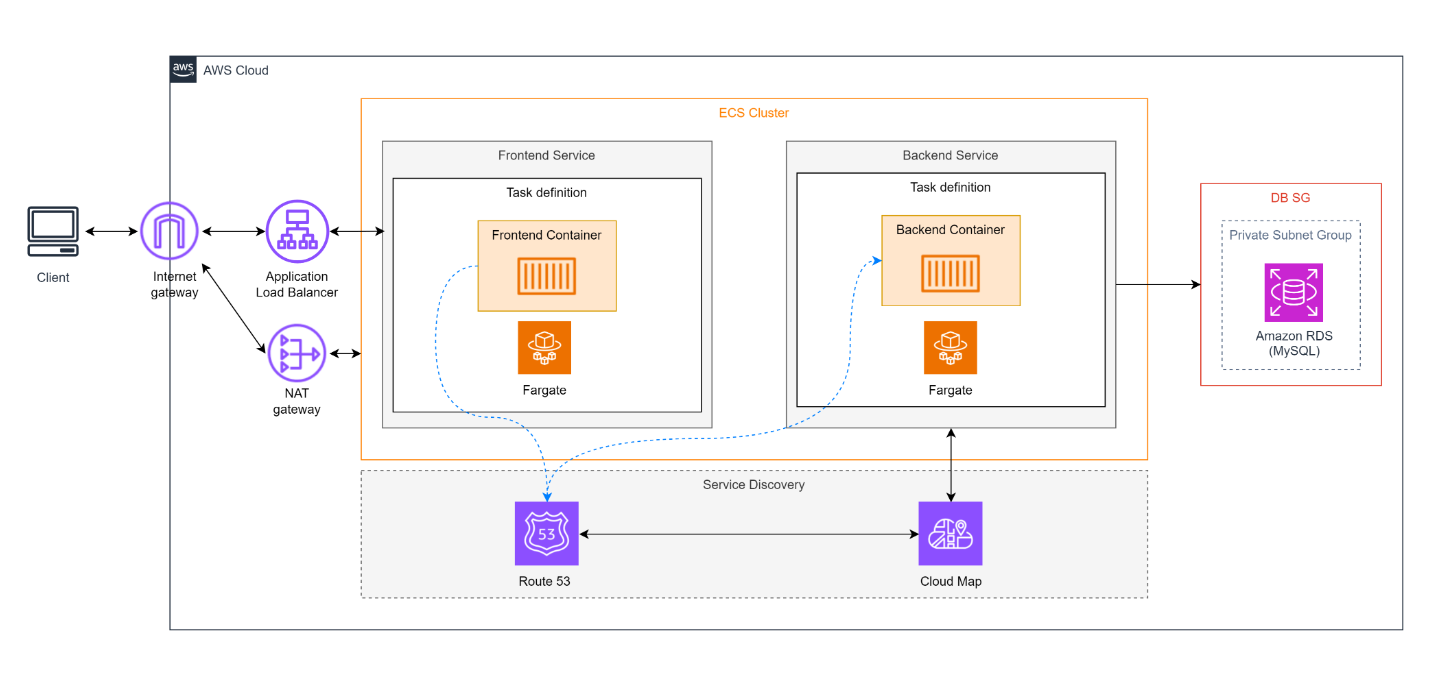 aws
AWS Cloud
ECS Cluster
Frontend Service
Task definition
Frontend Container
Fargate
Backend Service
Task definition
Backend Container
Fargate
DB SG
Private Subnet Group
Amazon RDS
(MySQL)
Client
Internet
gateway
Application
Load Balancer
NAT
gateway
Service Discovery
53
Route 53
Cloud Map